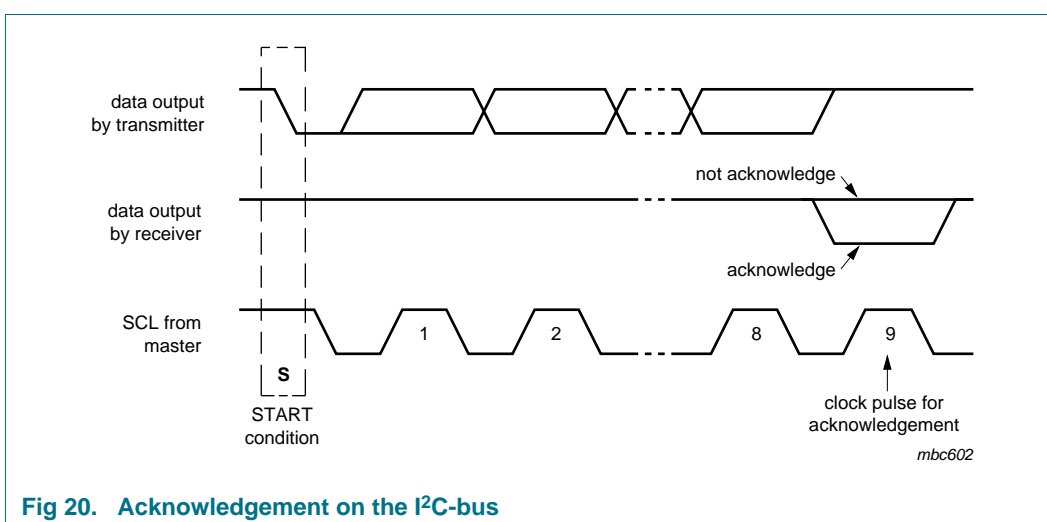 data output
by transmitter
not acknowledge
data output
by receiver
acknowledge
SCL from
master
1
2
8
9
S
START
condition
clock pulse for
acknowledgement
mbc602
Fig 20. Acknowledgement on the I²C-bus